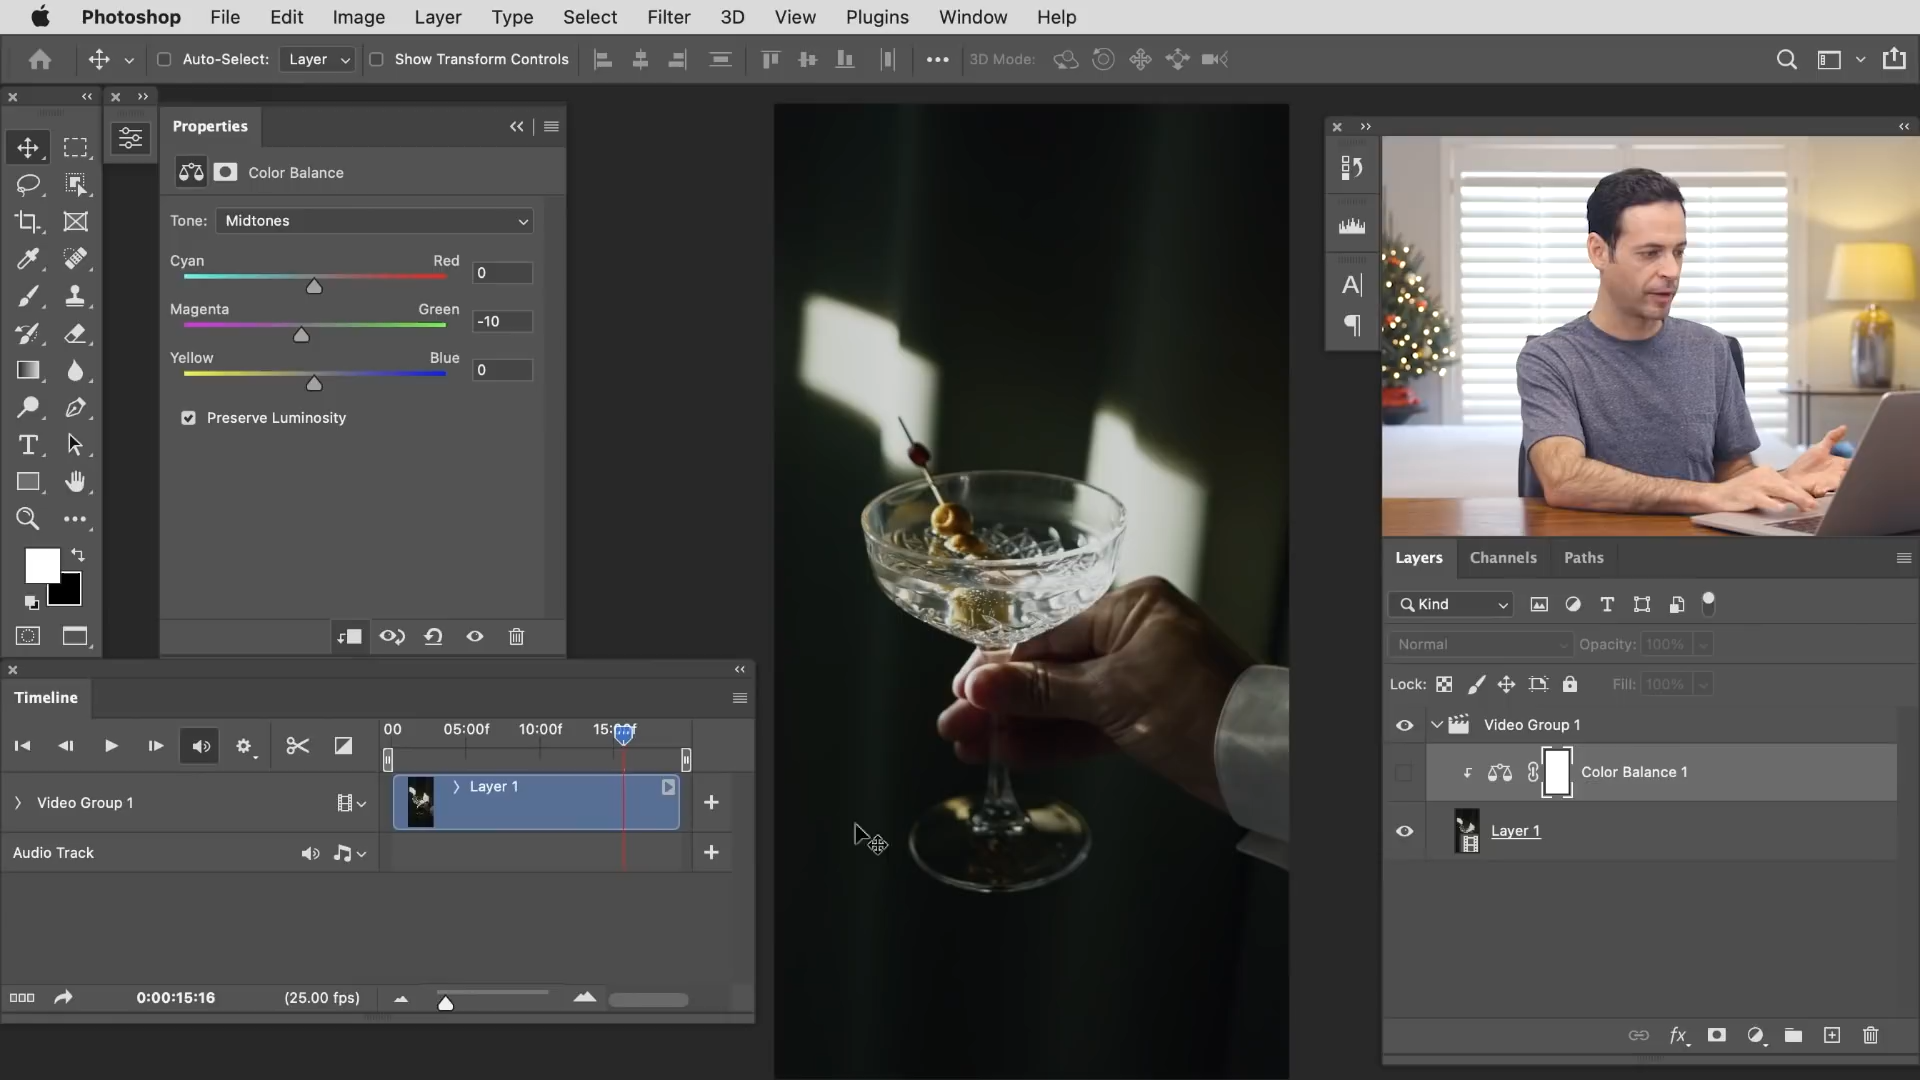 Photoshop File Edit Image Layer Type Select Filter 3D View Plugins Window Help
Auto-Select: Layer Show Transform Controls 3D Mode:
Properties
Color Balance
Tone: Midtones
Cyan Red 0
Magenta Green -10
Yellow Blue 0
Preserve Luminosity
Timeline
00 05:00f 10:00f 15:00f
Video Group 1
Layer 1
Audio Track
0:00:15:16 (25.00 fps)
Layers Channels Paths
Kind
Normal Opacity: 100%
Lock: Fill: 100%
Video Group 1
Color Balance 1
Layer 1
fx